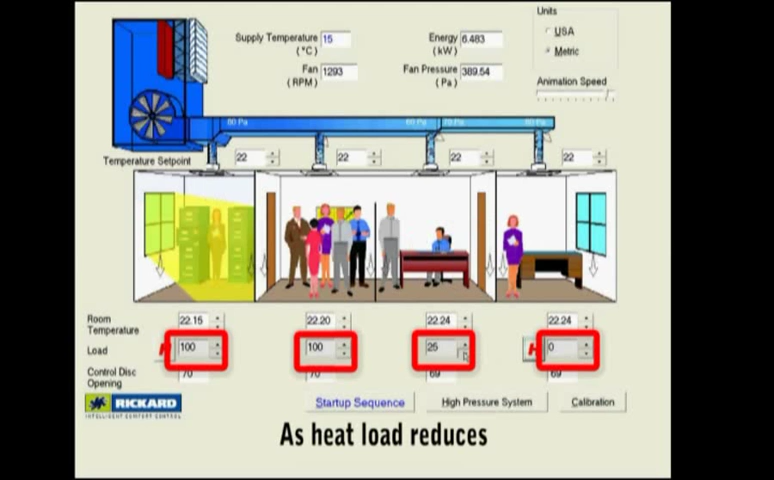 Units
USA
Metric
Supply Temperature 15
(°C)
Energy 6.483
(kW)
Fan 1293
(RPM)
Fan Pressure 389.54
(Pa)
Animation Speed
60 Pa
Temperature Setpoint 22 22 22 22
Room Temperature 22.15 22.20 22.24 22.24
Load H 100 100 25 H 0
Control Disc Opening 70 70 69 69
RICKARD
INTELLIGENT COMFORT CONTROL
Startup Sequence High Pressure System Calibration
As heat load reduces